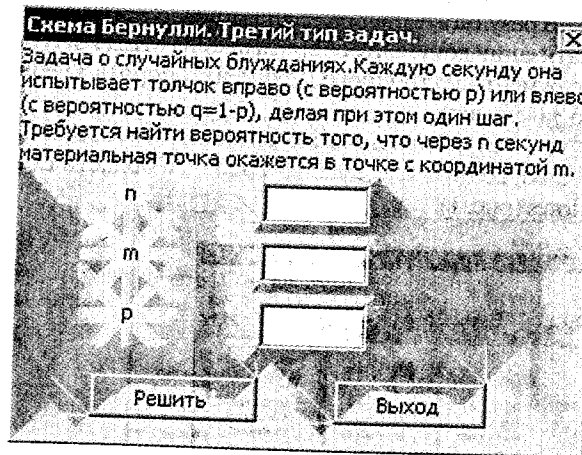 Схема Бернулли. Третий тип задач.
Задача о случайных блужданиях.Каждую секунду она
испытывает толчок вправо (с вероятностью p) или влево
(с вероятностью q=1-p), делая при этом один шаг.
Требуется найти вероятность того, что через n секунд
материальная точка окажется в точке с координатой m.
n
m
p
Решить
Выход